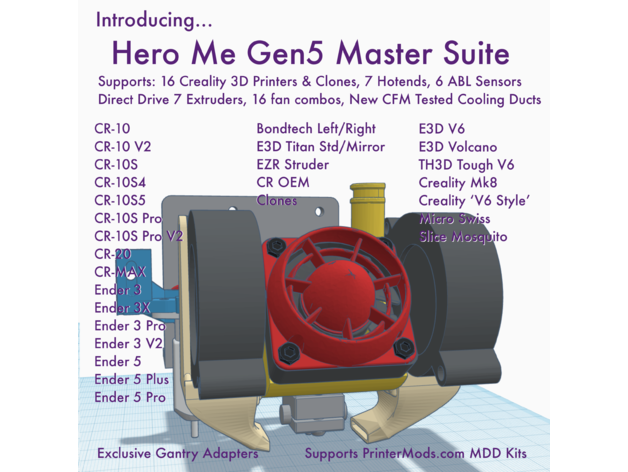 Introducing...
Hero Me Gen5 Master Suite
Supports: 16 Creality 3D Printers & Clones, 7 Hotends, 6 ABL Sensors
Direct Drive 7 Extruders, 16 fan combos, New CFM Tested Cooling Ducts
CR-10
CR-10 V2
CR-10S
CR-10S4
CR-10S5
CR-10S Pro
CR-10S Pro V2
CR-20
CR-MAX
Ender 3
Ender 3X
Ender 3 Pro
Ender 3 V2
Ender 5
Ender 5 Plus
Ender 5 Pro
Bondtech Left/Right
E3D Titan Std/Mirror
EZR Struder
CR OEM
Clones
E3D V6
E3D Volcano
TH3D Tough V6
Creality Mk8
Creality ‘V6 Style’
Micro Swiss
Slice Mosquito
Exclusive Gantry Adapters
Supports PrinterMods.com MDD Kits